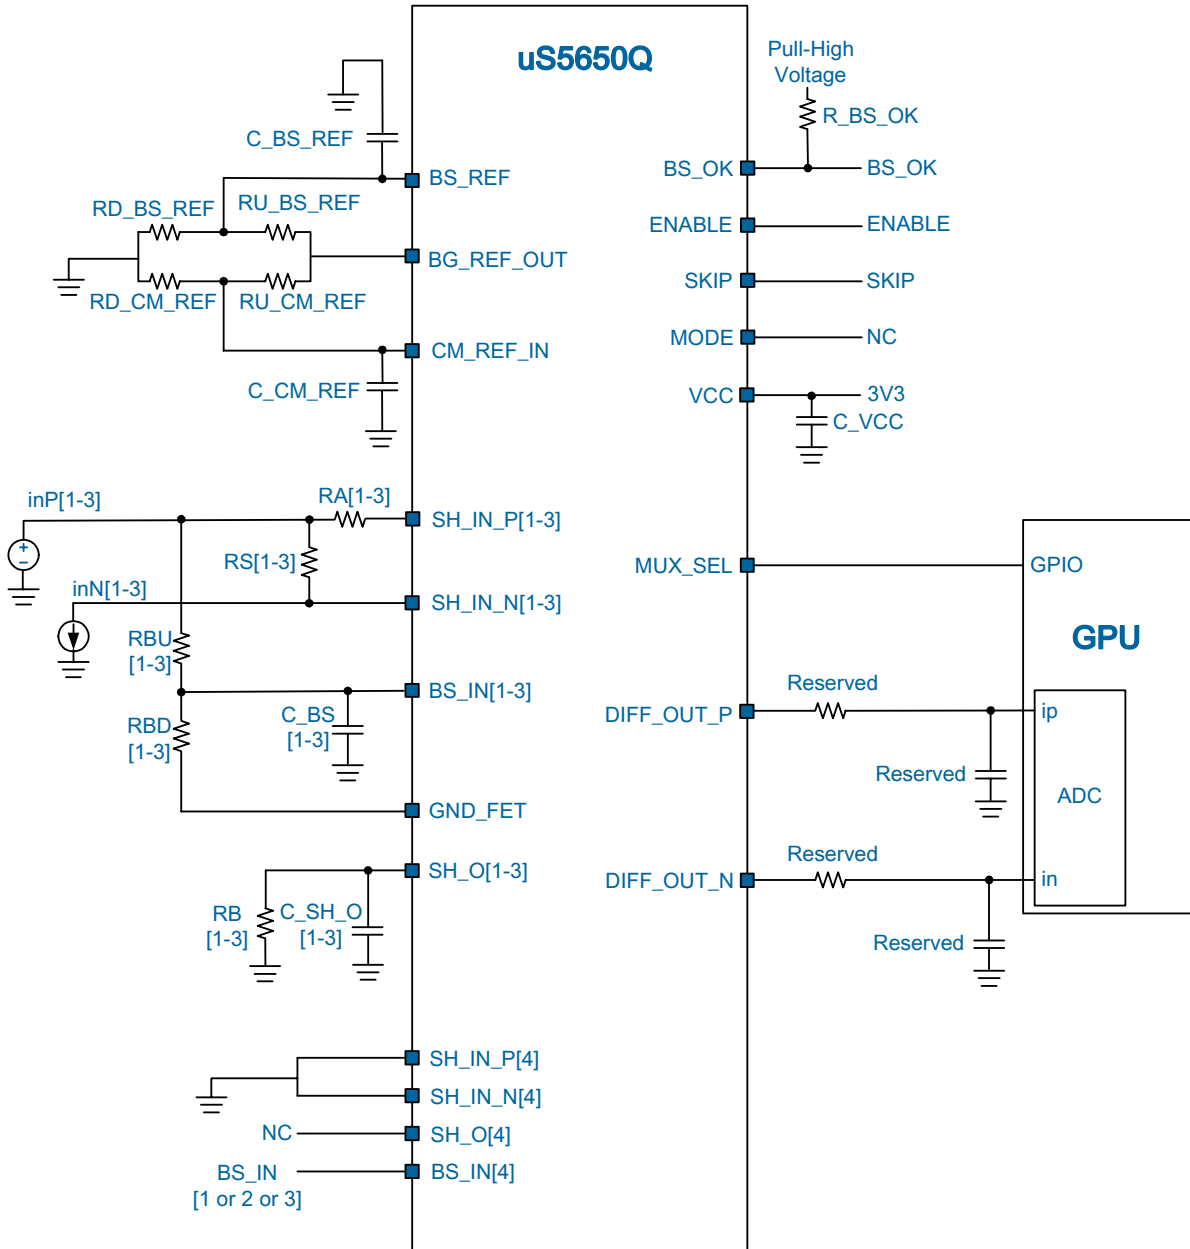 uS5650Q
Pull-High
Voltage
R_BS_OK
C_BS_REF
BS_REF
BS_OK
BS_OK
RD_BS_REF
RU_BS_REF
ENABLE
ENABLE
BG_REF_OUT
SKIP
SKIP
RD_CM_REF
RU_CM_REF
MODE
NC
CM_REF_IN
C_CM_REF
VCC
3V3
C_VCC
inP[1-3]
RA[1-3]
SH_IN_P[1-3]
+
−
RS[1-3]
MUX_SEL
GPIO
inN[1-3]
SH_IN_N[1-3]
GPU
RBU
[1-3]
BS_IN[1-3]
Reserved
C_BS
[1-3]
DIFF_OUT_P
ip
RBD
[1-3]
Reserved
ADC
GND_FET
Reserved
SH_O[1-3]
DIFF_OUT_N
in
RB
[1-3]
C_SH_O
[1-3]
Reserved
SH_IN_P[4]
SH_IN_N[4]
NC
SH_O[4]
BS_IN
[1 or 2 or 3]
BS_IN[4]